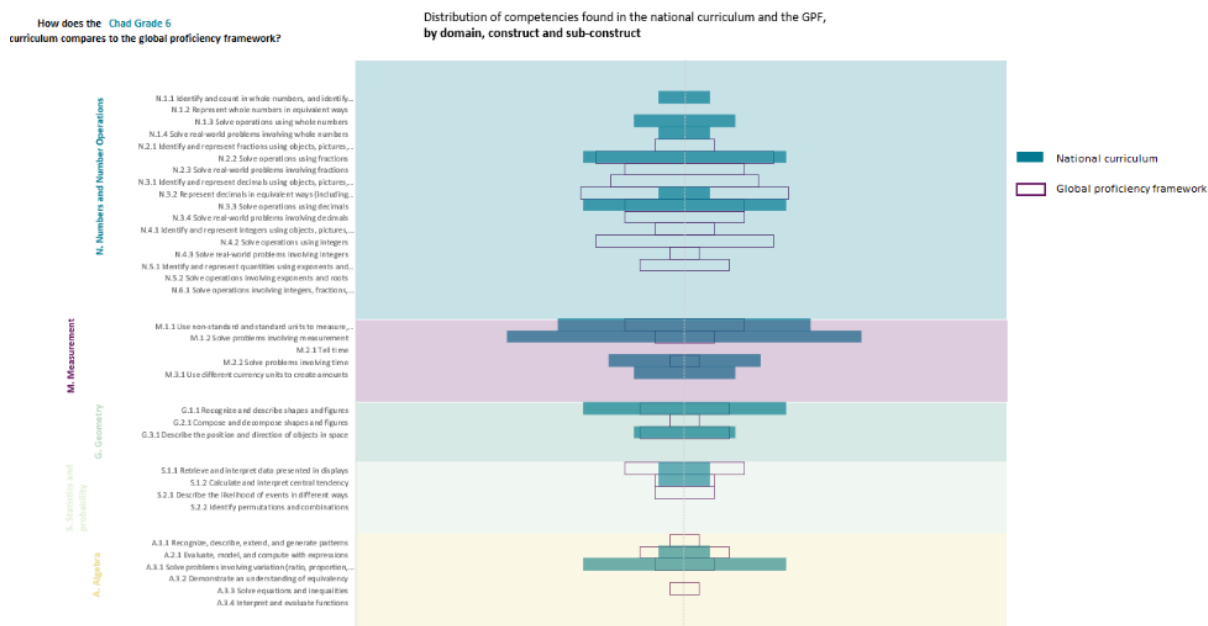 How does the Chad Grade 6
curriculum compares to the global proficiency framework?
Distribution of competencies found in the national curriculum and the GPF,
by domain, construct and sub-construct
N. Numbers and Number Operations
N.1.1 Identify and count in whole numbers, and identify...
N.1.2 Represent whole numbers in equivalent ways
N.1.3 Solve operations using whole numbers
N.1.4 Solve real-world problems involving whole numbers
N.2.1 Identify and represent fractions using objects, pictures,...
N.2.2 Solve operations using fractions
N.2.3 Solve real-world problems involving fractions
N.3.1 Identify and represent decimals using objects, pictures,...
N.3.2 Represent decimals in equivalent ways (including...
N.3.3 Solve operations using decimals
N.3.4 Solve real-world problems involving decimals
N.4.1 Identify and represent integers using objects, pictures,...
N.4.2 Solve operations using integers
N.4.3 Solve real-world problems involving integers
N.5.1 Identify and represent quantities using exponents and...
N.5.2 Solve operations involving exponents and roots
N.6.1 Solve operations involving integers, fractions,...
M. Measurement
M.1.1 Use non-standard and standard units to measure,...
M.1.2 Solve problems involving measurement
M.2.1 Tell time
M.2.2 Solve problems involving time
M.3.1 Use different currency units to create amounts
G. Geometry
G.1.1 Recognize and describe shapes and figures
G.2.1 Compose and decompose shapes and figures
G.3.1 Describe the position and direction of objects in space
S. Statistics and
probability
S.1.1 Retrieve and interpret data presented in displays
S.1.2 Calculate and interpret central tendency
S.2.1 Describe the likelihood of events in different ways
S.2.2 Identify permutations and combinations
A. Algebra
A.1.1 Recognize, describe, extend, and generate patterns
A.2.1 Evaluate, model, and compute with expressions
A.3.1 Solve problems involving variation (ratio, proportion,...
A.3.2 Demonstrate an understanding of equivalency
A.3.3 Solve equations and inequalities
A.3.4 Interpret and evaluate functions
National curriculum
Global proficiency framework